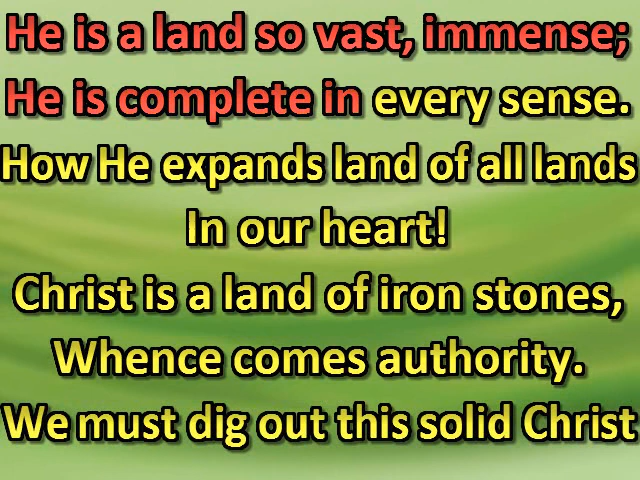 He is a land so vast, immense;
He is complete in every sense.
How He expands land of all lands
In our heart!
Christ is a land of iron stones,
Whence comes authority.
We must dig out this solid Christ